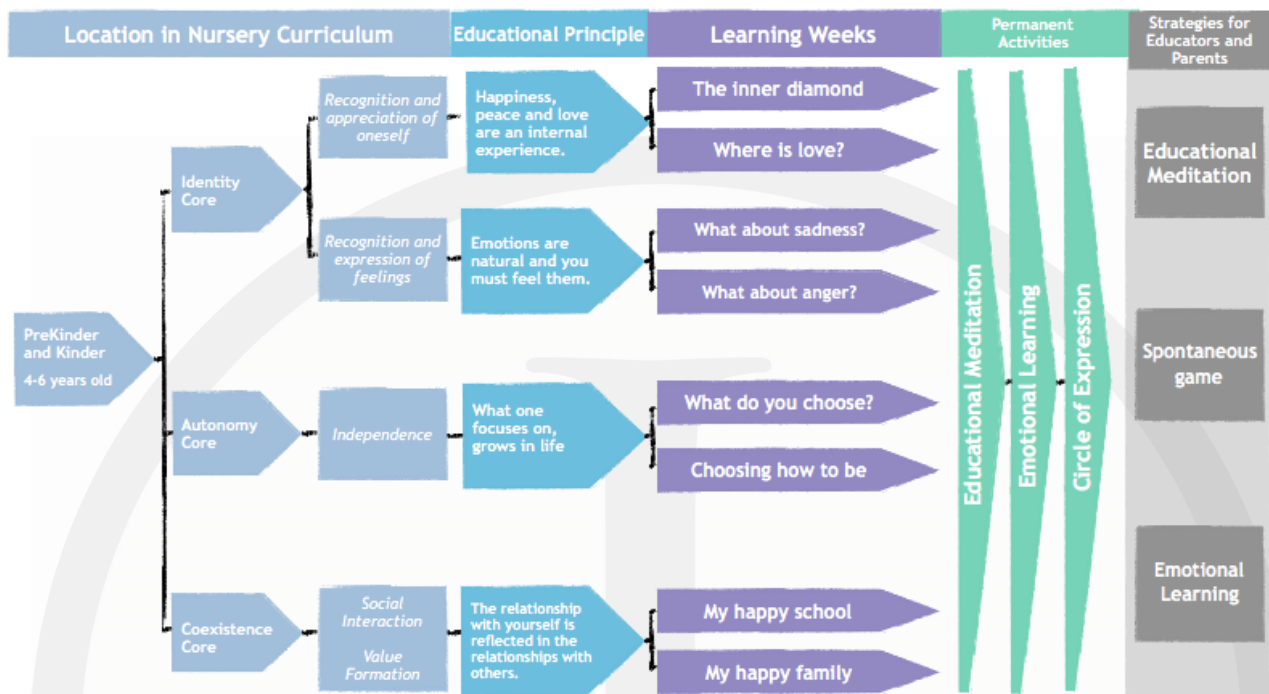 Location in Nursery Curriculum
Educational Principle
Learning Weeks
Permanent
Activities
Strategies for
Educators and
Parents
PreKinder
and Kinder
4-6 years old
Identity
Core
Recognition and
appreciation of
oneself
Happiness,
peace and love
are an internal
experience.
The inner diamond
Where is love?
Recognition and
expression of
feelings
Emotions are
natural and you
must feel them.
What about sadness?
What about anger?
Autonomy
Core
Independence
What one
focuses on,
grows in life
What do you choose?
Choosing how to be
Coexistence
Core
Social
Interaction
Value
Formation
The relationship
with yourself is
reflected in the
relationships with
others.
My happy school
My happy family
Educational Meditation
Emotional Learning
Circle of Expression
Educational
Meditation
Spontaneous
game
Emotional
Learning